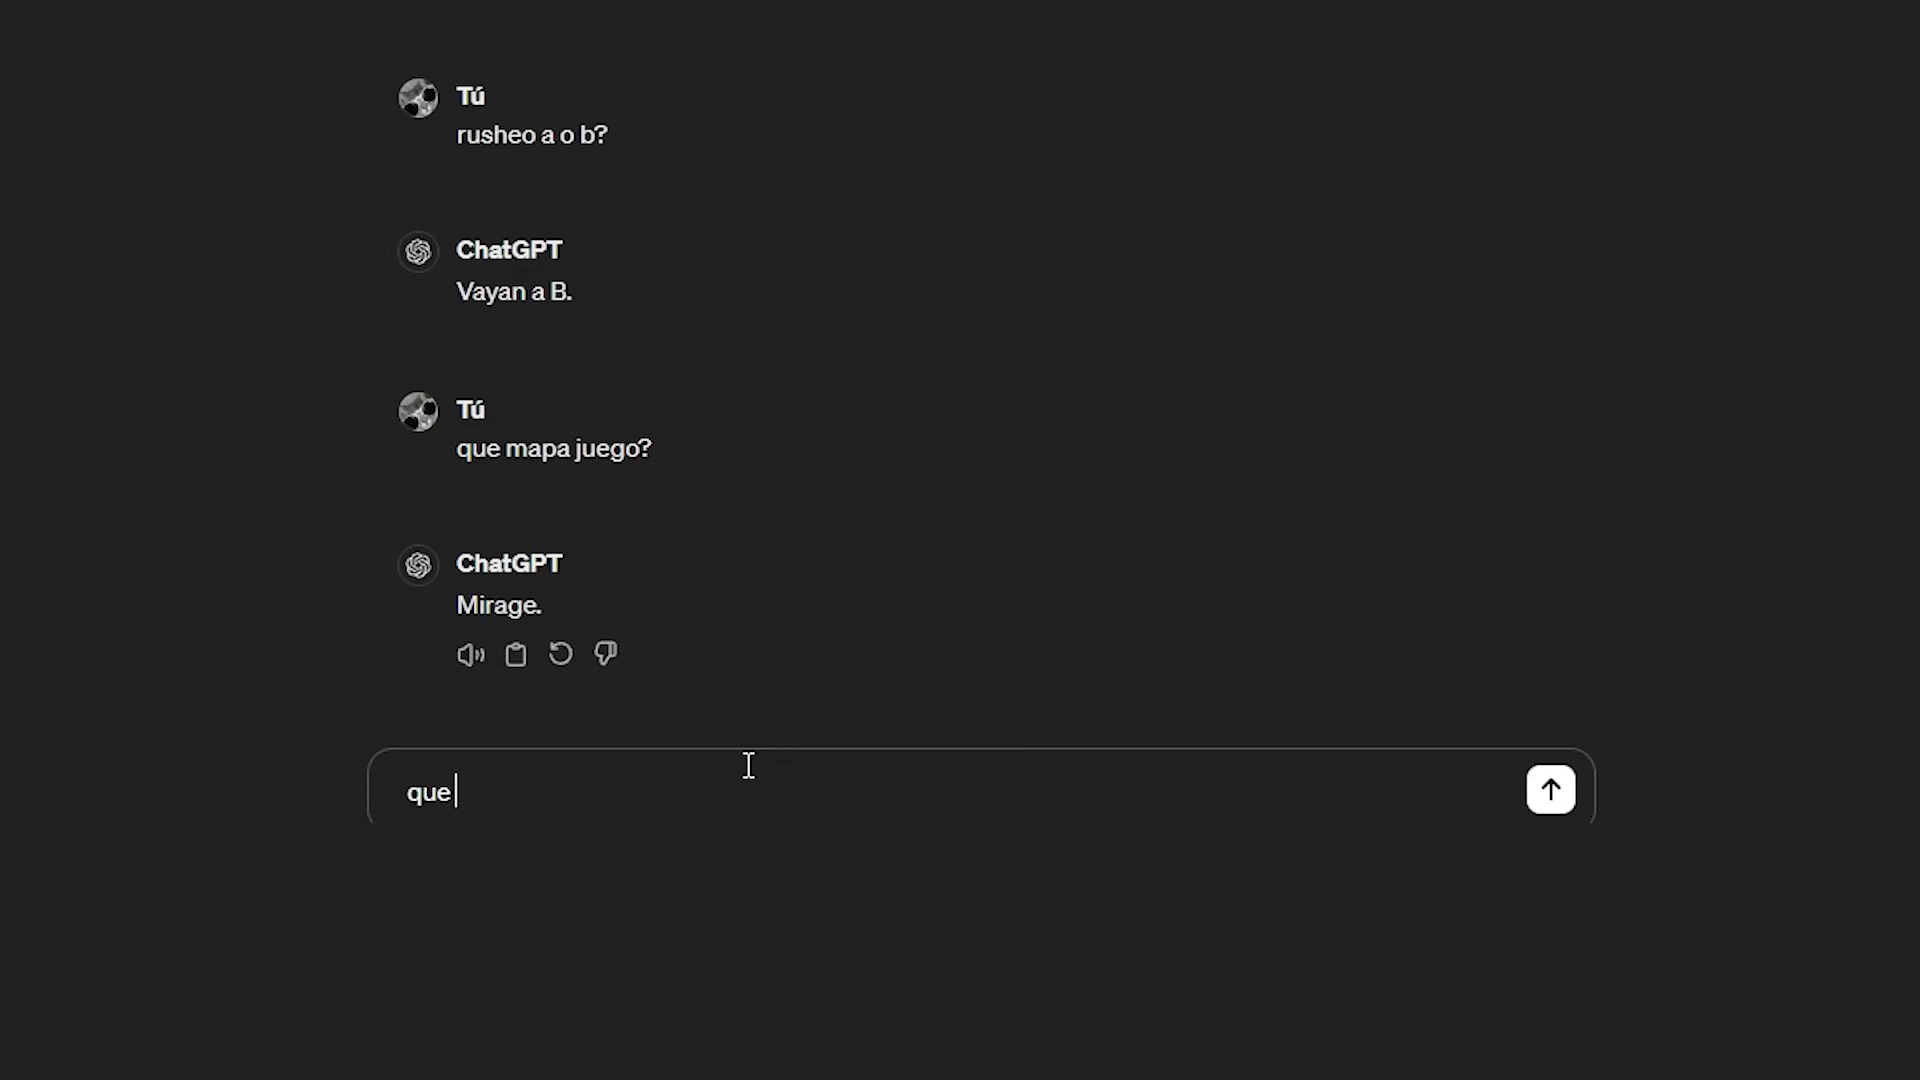 Tú
rusheo a o b?
ChatGPT
Vayan a B.
Tú
que mapa juego?
ChatGPT
Mirage.
que